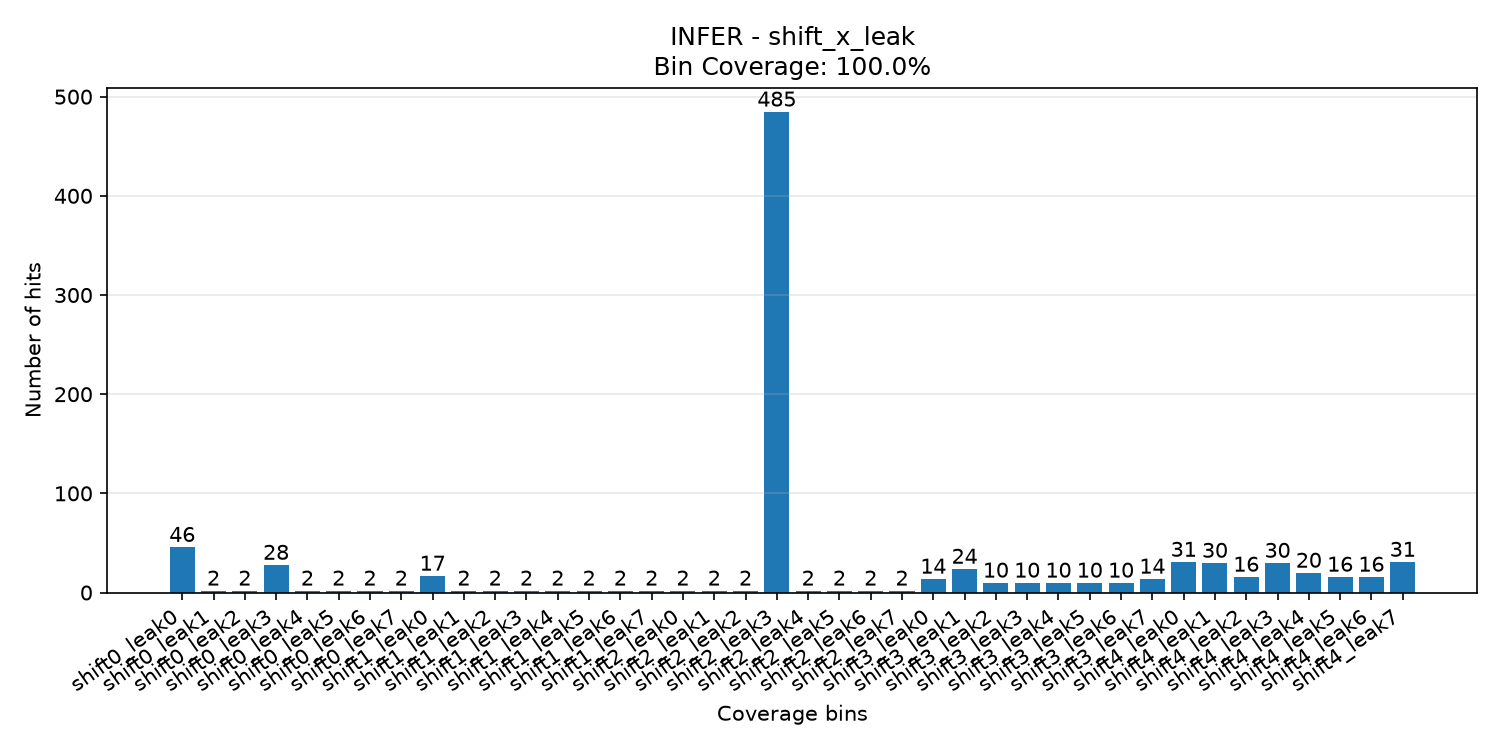 INFER - shift_x_leak
Bin Coverage: 100.0%
Number of hits
500
400
300
200
100
0
46
2
2
28
2
2
2
2
17
2
2
2
2
2
2
2
2
2
2
485
2
2
2
2
14
24
10
10
10
10
10
14
31
30
16
30
20
16
16
31
shift0_leak0
shift0_leak1
shift0_leak2
shift0_leak3
shift0_leak4
shift0_leak5
shift0_leak6
shift0_leak7
shift1_leak0
shift1_leak1
shift1_leak2
shift1_leak3
shift1_leak4
shift1_leak5
shift1_leak6
shift1_leak7
shift2_leak0
shift2_leak1
shift2_leak2
shift2_leak3
shift2_leak4
shift2_leak5
shift2_leak6
shift2_leak7
shift3_leak0
shift3_leak1
shift3_leak2
shift3_leak3
shift3_leak4
shift3_leak5
shift3_leak6
shift3_leak7
shift4_leak0
shift4_leak1
shift4_leak2
shift4_leak3
shift4_leak4
shift4_leak5
shift4_leak6
shift4_leak7
Coverage bins